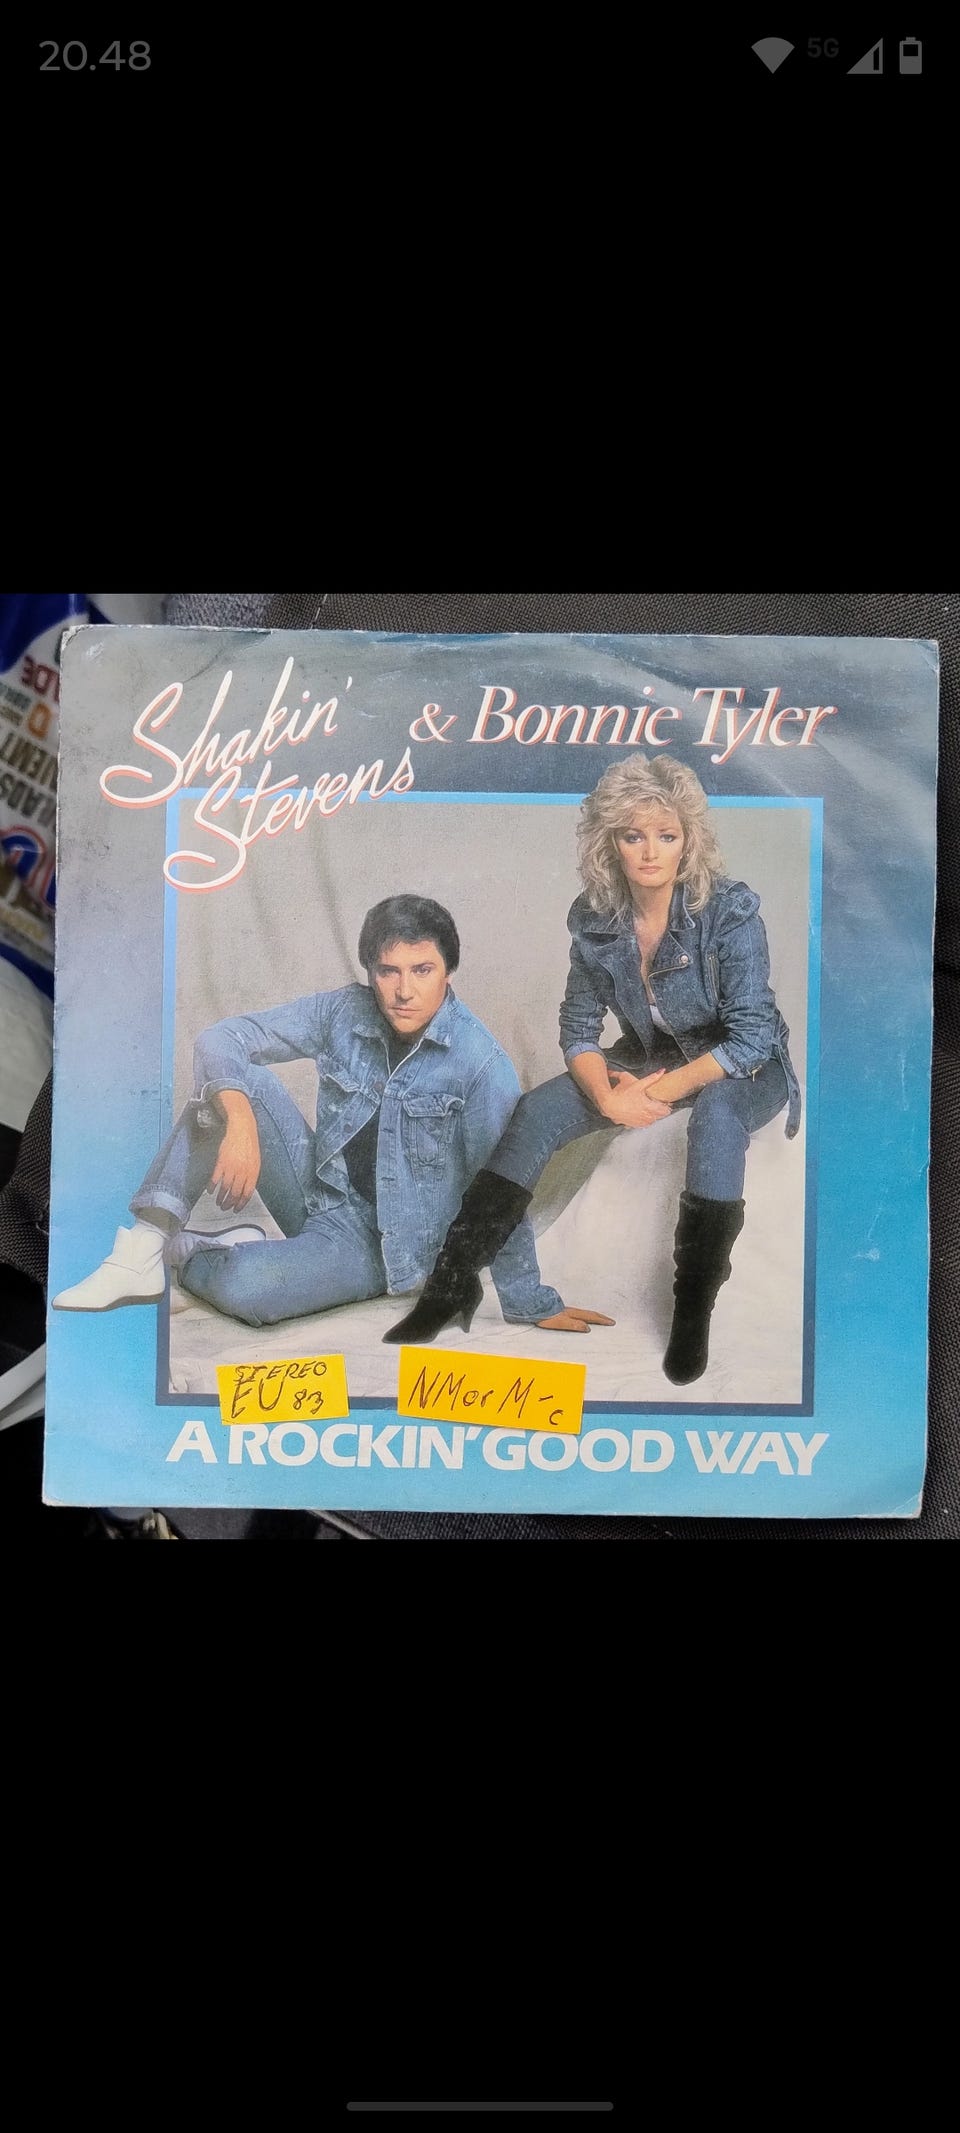 20.48
5G
Shakin'
Stevens
& Bonnie Tyler
STEREO
EU 83
NM or M-c
A ROCKIN' GOOD WAY